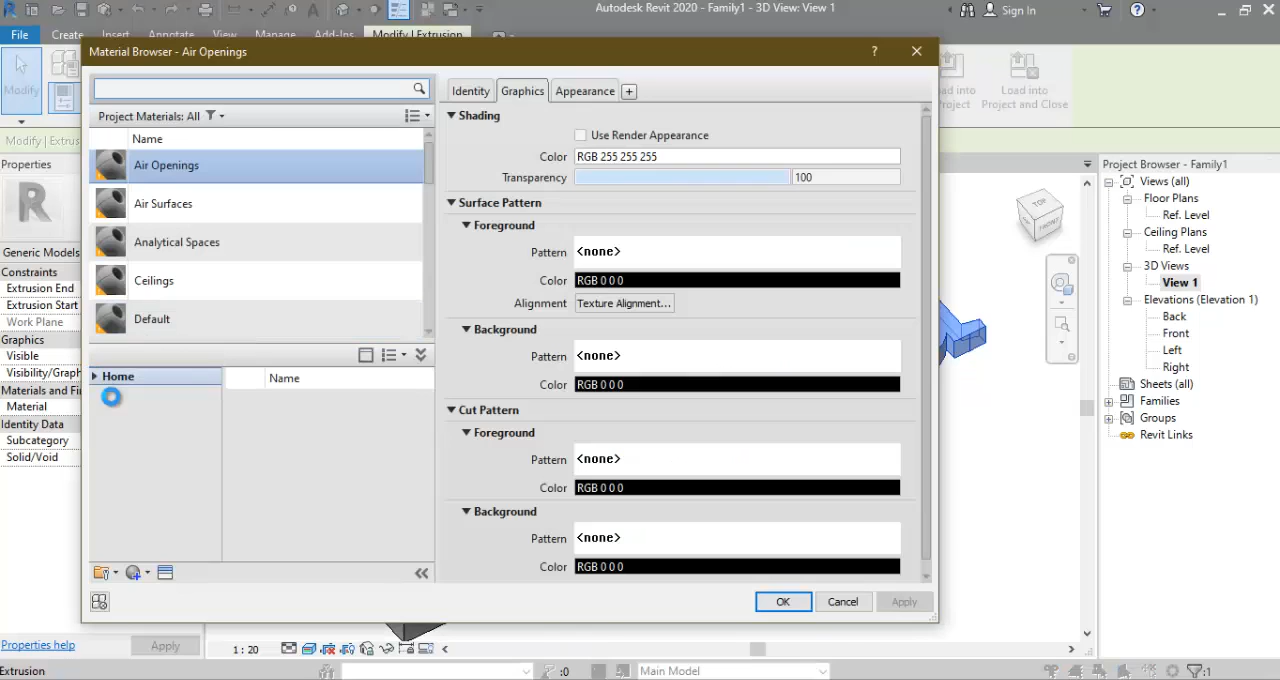 Autodesk Revit 2020 - Family1 - 3D View: View 1
Sign In
File
Create
Insert
Annotate
View
Manage
Add-Ins
Modify | Extrusion
Modify
Load into
Project and Close
Modify | Extrus
Properties
Generic Models
Constraints
Extrusion End
Extrusion Start
Work Plane
Graphics
Visible
Visibility/Graph
Materials and Fi
Material
Identity Data
Subcategory
Solid/Void
Properties help
Apply
Material Browser - Air Openings
?
Project Materials: All
Name
Air Openings
Air Surfaces
Analytical Spaces
Ceilings
Default
Home
Name
Identity
Graphics
Appearance
+
Shading
Use Render Appearance
Color RGB 255 255 255
Transparency 100
Surface Pattern
Foreground
Pattern <none>
Color RGB 0 0 0
Alignment Texture Alignment...
Background
Pattern <none>
Color RGB 0 0 0
Cut Pattern
Foreground
Pattern <none>
Color RGB 0 0 0
Background
Pattern <none>
Color RGB 0 0 0
OK
Cancel
Apply
TOP
FRONT
Project Browser - Family1
Views (all)
Floor Plans
Ref. Level
Ceiling Plans
Ref. Level
3D Views
View 1
Elevations (Elevation 1)
Back
Front
Left
Right
Sheets (all)
Families
Groups
Revit Links
1 : 20
Extrusion
:0
Main Model
:1